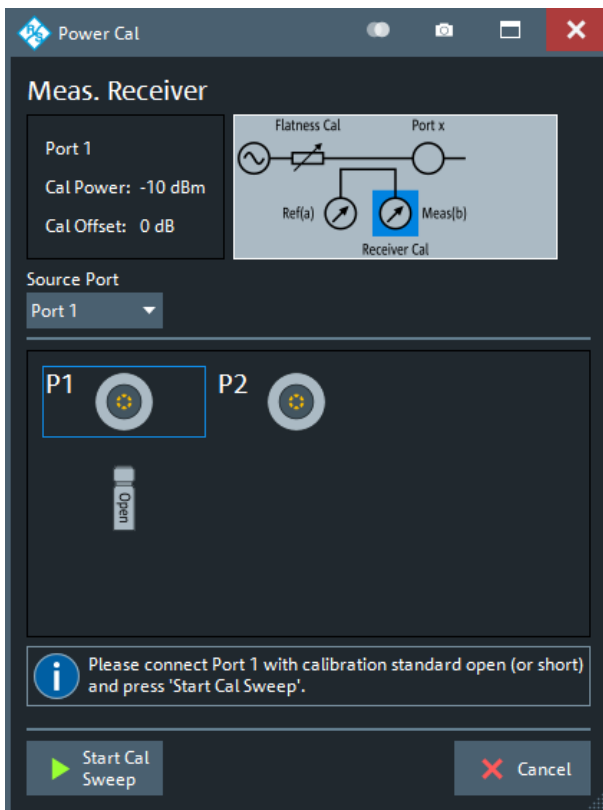 Power Cal
Meas. Receiver
Port 1
Cal Power: -10 dBm
Cal Offset: 0 dB
Flatness Cal
Port x
Ref(a)
Meas(b)
Receiver Cal
Source Port
Port 1
P1
P2
Open
Please connect Port 1 with calibration standard open (or short)
and press 'Start Cal Sweep'.
Start Cal
Sweep
Cancel